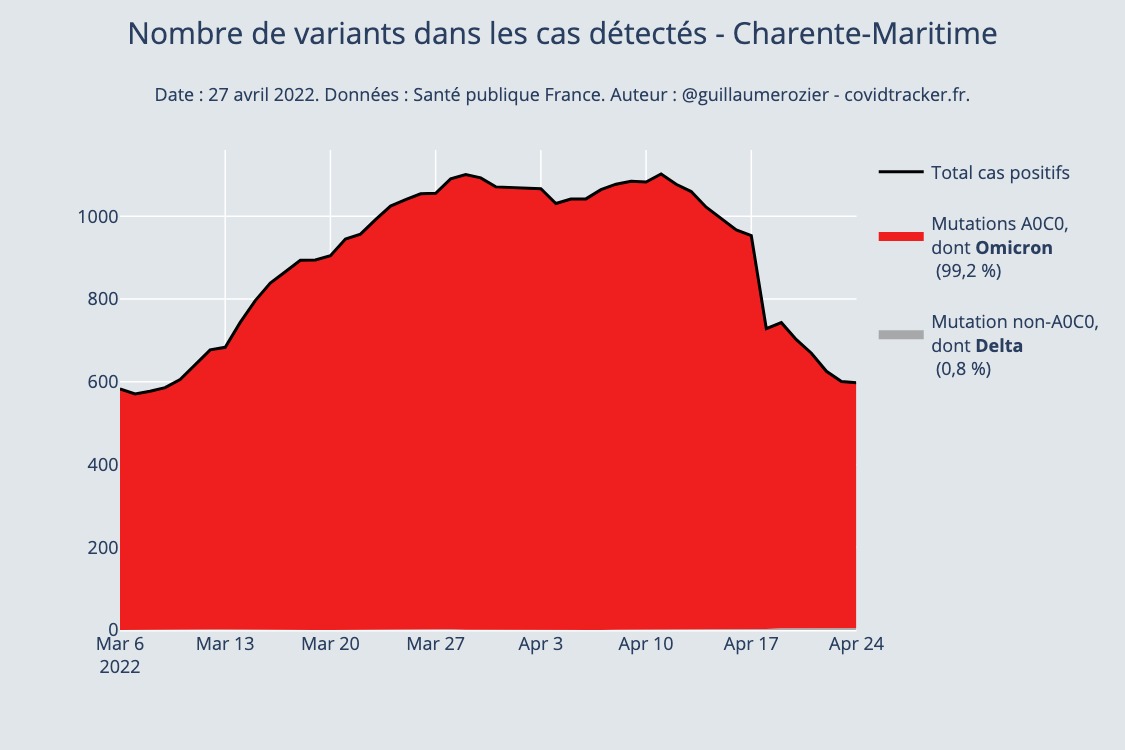 Nombre de variants dans les cas détectés - Charente-Maritime
Date : 27 avril 2022. Données : Santé publique France. Auteur : @guillaumerozier - covidtracker.fr.
Total cas positifs
Mutations A0C0,
dont Omicron
(99,2 %)
Mutation non-A0C0,
dont Delta
(0,8 %)
1000
800
600
400
200
0
Mar 6 Mar 13 Mar 20 Mar 27 Apr 3 Apr 10 Apr 17 Apr 24
2022